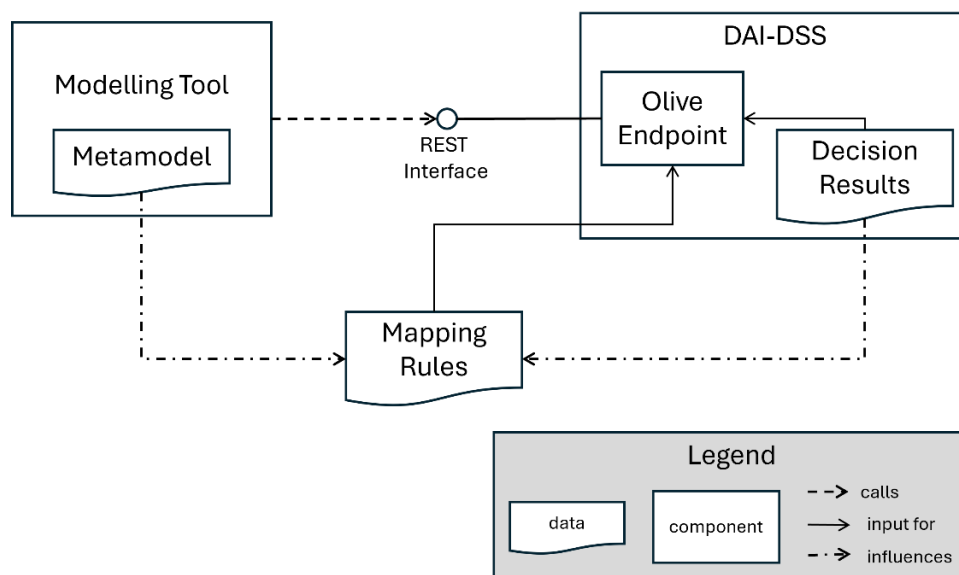 DAI-DSS
Modelling Tool
Metamodel
REST
Interface
Olive
Endpoint
Decision
Results
Mapping
Rules
Legend
data
component
calls
input for
influences